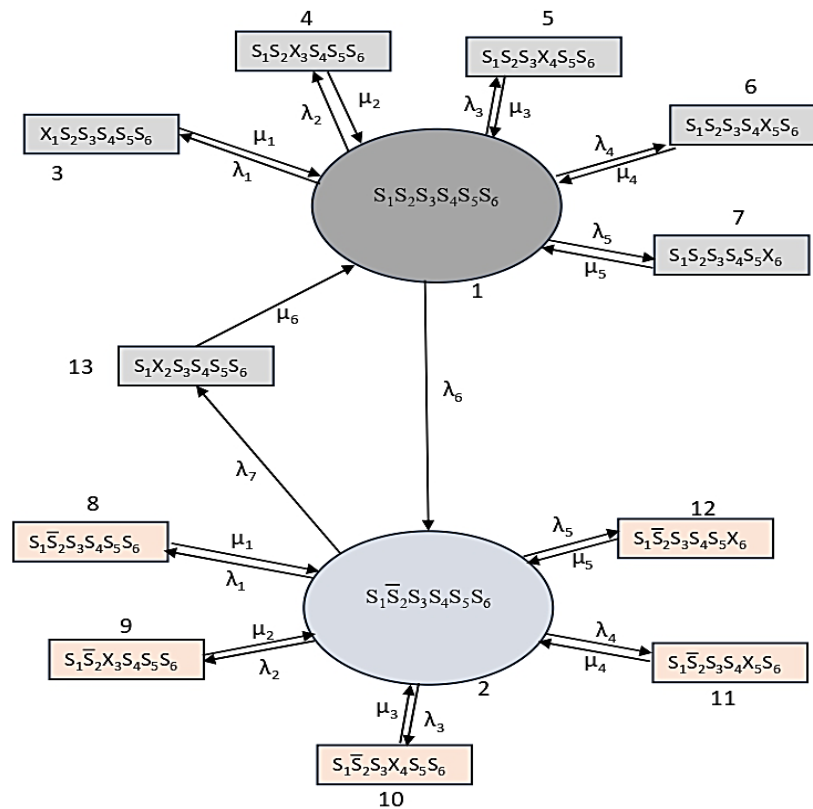 4
S₁S₂X₃S₄S₅S₆
5
S₁S₂S₃X₄S₅S₆
6
S₁S₂S₃S₄X₅S₆
X₁S₂S₃S₄S₅S₆
3
μ₁
λ₁
λ₂
μ₂
λ₃
μ₃
λ₄
μ₄
S₁S₂S₃S₄S₅S₆
7
S₁S₂S₃S₄S₅X₆
λ₅
μ₅
1
μ₆
13
S₁X₂S₃S₄S₅S₆
λ₆
λ₇
8
S₁S̅₂S₃S₄S₅S₆
μ₁
λ₁
12
S₁S̅₂S₃S₄S₅X₆
λ₅
μ₅
S₁S̅₂S₃S₄S₅S₆
9
S₁S̅₂X₃S₄S₅S₆
μ₂
λ₂
λ₄
μ₄
S₁S̅₂S₃S₄X₅S₆
11
2
μ₃
λ₃
S₁S̅₂S₃X₄S₅S₆
10